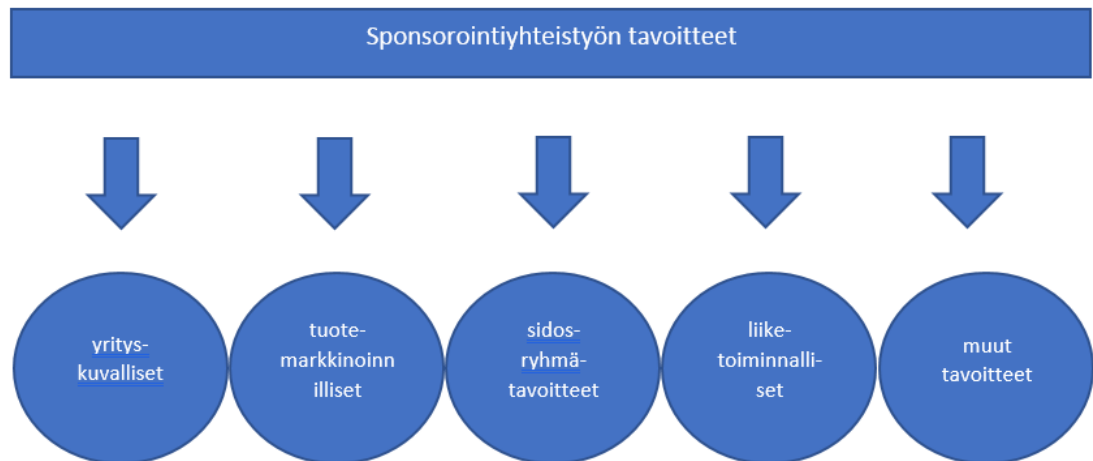 Sponsorointiyhteistyön tavoitteet
yritys-
kuvalliset
tuote-
markkinoinn
illiset
sidos-
ryhmä-
tavoitteet
liike-
toiminnalli-
set
muut
tavoitteet